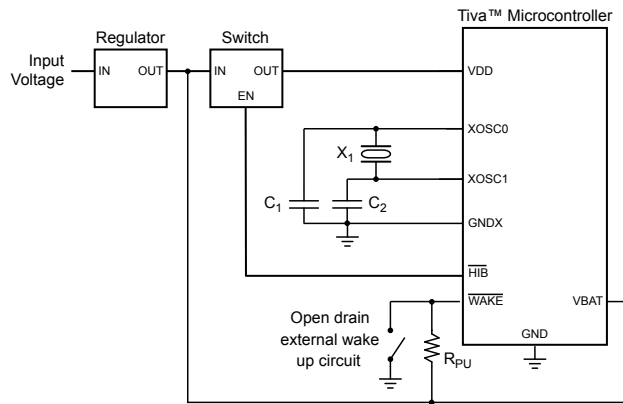 Tiva™ Microcontroller
Regulator
Switch
Input
Voltage
IN
OUT
IN
OUT
EN
VDD
XOSC0
X1
XOSC1
C1
C2
GNDX
HIB
WAKE
VBAT
Open drain
external wake
up circuit
RPU
GND